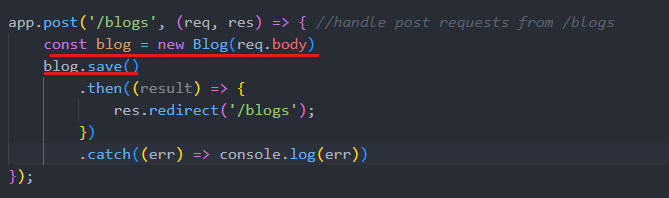 app.post('/blogs', (req, res) => { //handle post requests from /blogs
    const blog = new Blog(req.body)
    blog.save()
        .then((result) => {
            res.redirect('/blogs');
        })
        .catch((err) => console.log(err))
});